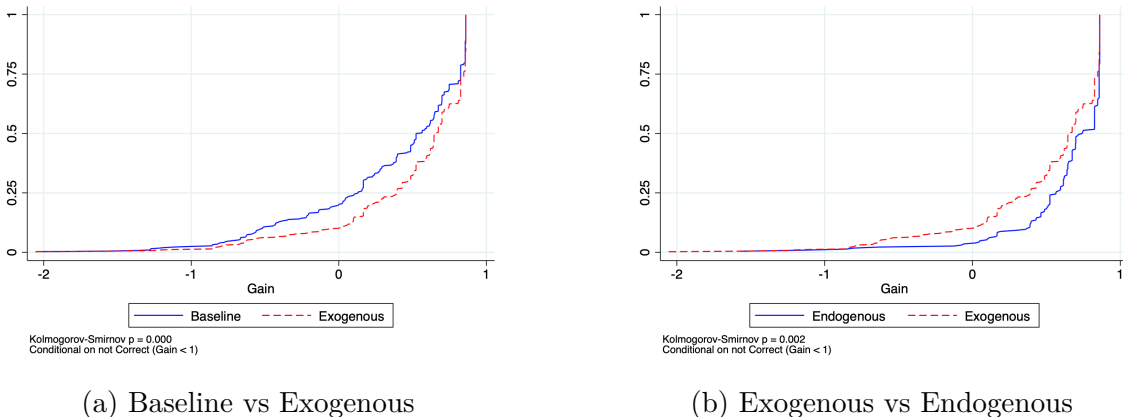 1
0.75
0.5
0.25
0
-2
-1
0
1
Gain
Baseline
Exogenous
Kolmogorov-Smirnov p = 0.000
Conditional on not Correct (Gain < 1)
(a) Baseline vs Exogenous
1
0.75
0.5
0.25
0
-2
-1
0
1
Gain
Endogenous
Exogenous
Kolmogorov-Smirnov p = 0.002
Conditional on not Correct (Gain < 1)
(b) Exogenous vs Endogenous